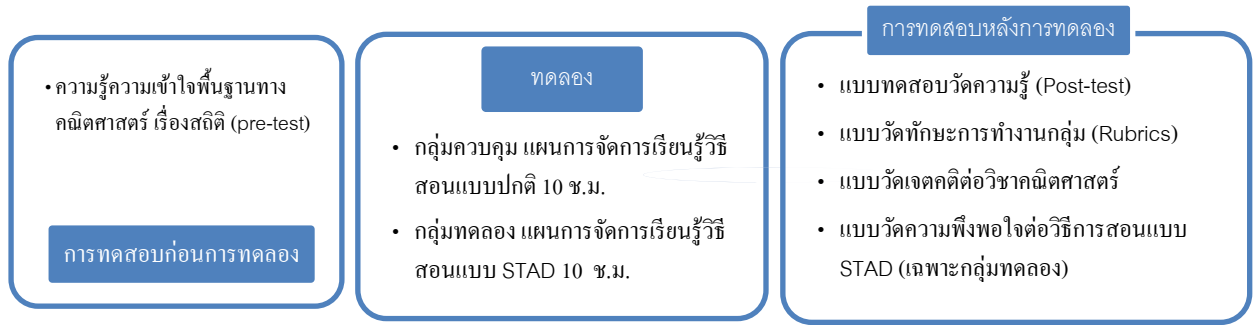 • ความรู้ความเข้าใจพื้นฐานทาง
คณิตศาสตร์ เรื่องสถิติ (pre-test)
การทดสอบก่อนการทดลอง
ทดลอง
• กลุ่มควบคุม แผนการจัดการเรียนรู้วิธี
สอนแบบปกติ 10 ช.ม.
• กลุ่มทดลอง แผนการจัดการเรียนรู้วิธี
สอนแบบ STAD 10 ช.ม.
การทดสอบหลังการทดลอง
• แบบทดสอบวัดความรู้ (Post-test)
• แบบวัดทักษะการทำงานกลุ่ม (Rubrics)
• แบบวัดเจตคติต่อวิชาคณิตศาสตร์
• แบบวัดความพึงพอใจต่อวิธีการสอนแบบ
STAD (เฉพาะกลุ่มทดลอง)